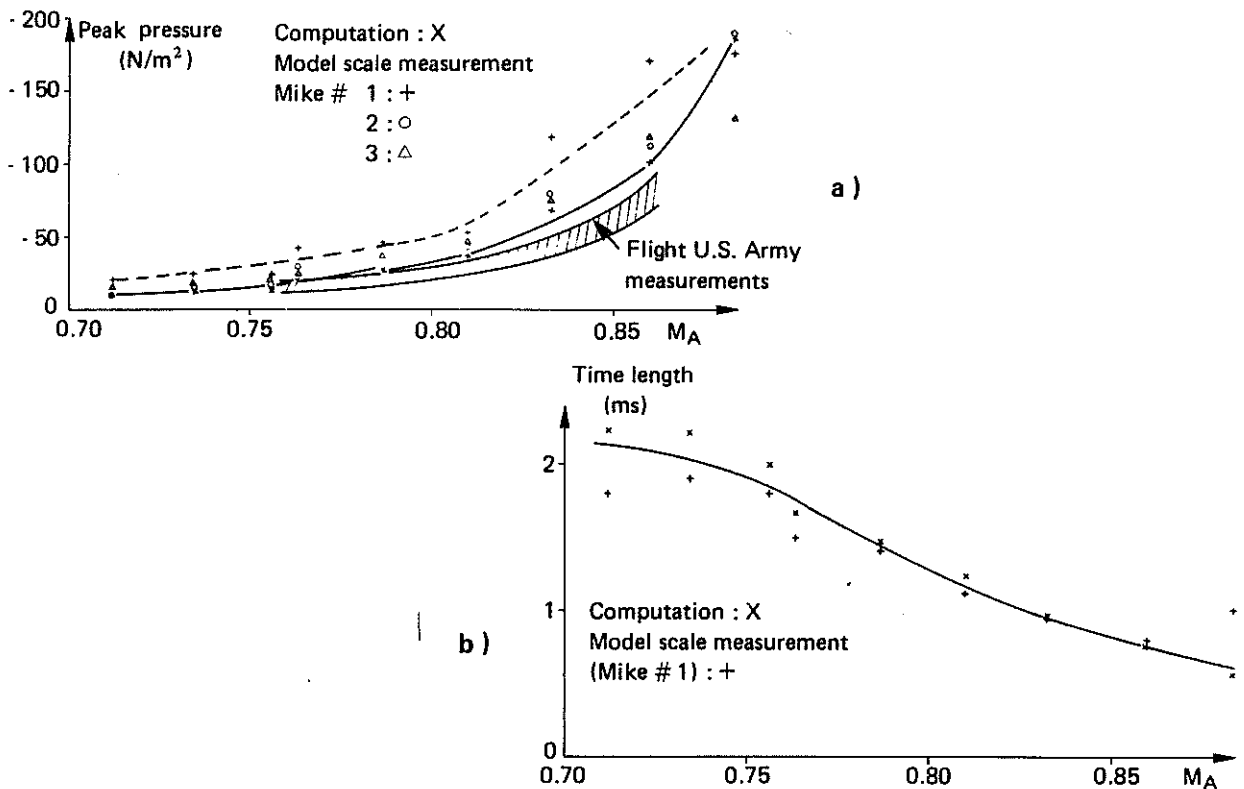 - 200
Peak pressure
(N/m²)
Computation : X
Model scale measurement
Mike # 1 : +
2 : ○
3 : △
- 150
- 100
- 50
0
a )
Flight U.S. Army
measurements
0.70
0.75
0.80
0.85
M_A
Time length
(ms)
2
1
0
b )
Computation : X
Model scale measurement
(Mike # 1) : +
0.70
0.75
0.80
0.85
M_A